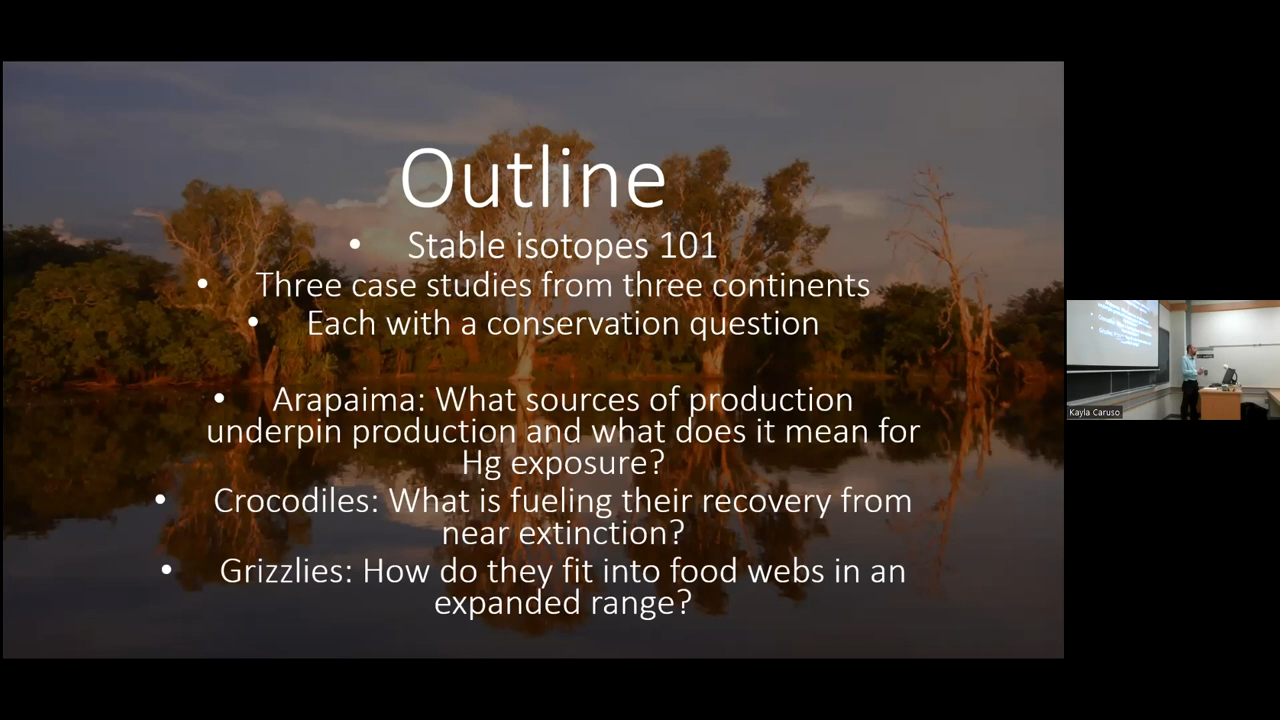 Outline
• Stable isotopes 101
• Three case studies from three continents
• Each with a conservation question
• Arapaima: What sources of production
underpin production and what does it mean for
Hg exposure?
• Crocodiles: What is fueling their recovery from
near extinction?
• Grizzlies: How do they fit into food webs in an
expanded range?
Kayla Caruso